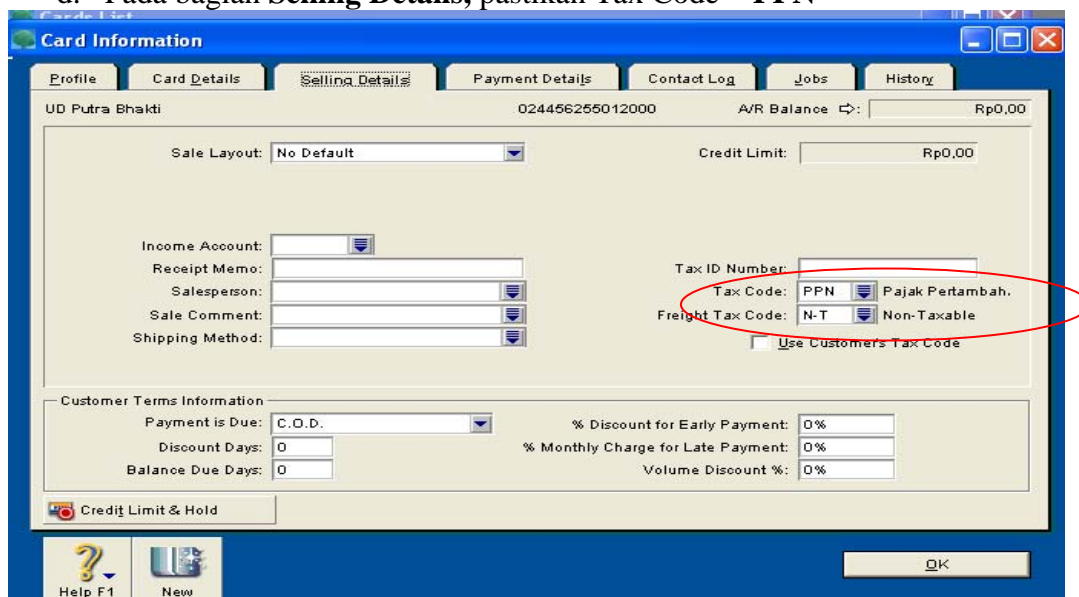 d. Pada bagian Selling Details, pastikan Tax Code = PPN
Cards List
Card Information
Profile Card Details Selling Details Payment Details Contact Log Jobs History
UD Putra Bhakti 024456255012000 A/R Balance ⇨: Rp0,00
Sale Layout: No Default Credit Limit: Rp0,00
Income Account:
Receipt Memo: Tax ID Number:
Salesperson: Tax Code: PPN Pajak Pertambah.
Sale Comment: Freight Tax Code: N-T Non-Taxable
Shipping Method: Use Customer's Tax Code
Customer Terms Information
Payment is Due: C.O.D. % Discount for Early Payment: 0%
Discount Days: 0 % Monthly Charge for Late Payment: 0%
Balance Due Days: 0 Volume Discount %: 0%
Credit Limit & Hold
Help F1 New OK